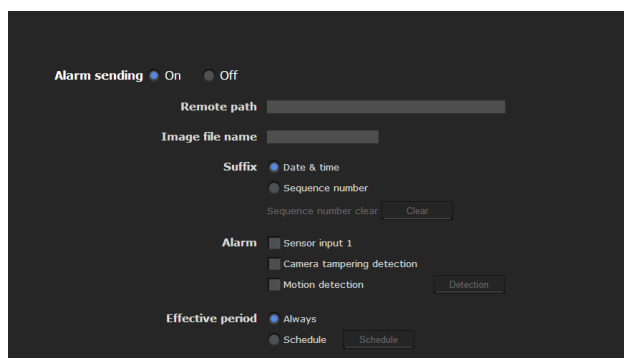 Alarm sending On Off
Remote path
Image file name
Suffix Date & time
Sequence number
Sequence number clear Clear
Alarm Sensor input 1
Camera tampering detection
Motion detection Detection
Effective period Always
Schedule Schedule